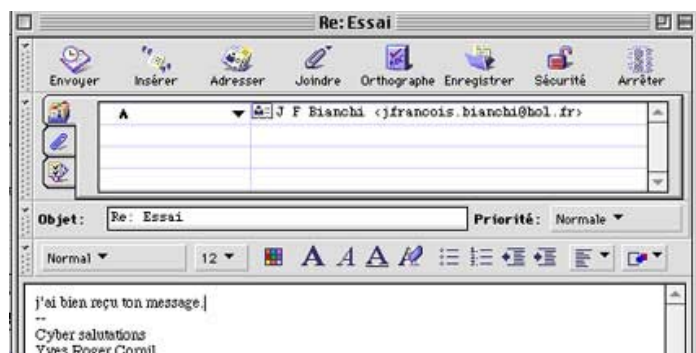 Re: Essai
Envoyer Insérer Adresser Joindre Orthographe Enregistrer Sécurité Arrêter
A J F Bianchi <jfrancois.bianchi@hol.fr>
Objet: Re: Essai Priorité: Normale
Normal 12 A A A
j'ai bien reçu ton message.
--
Cyber salutations
Yves Roger Cornil